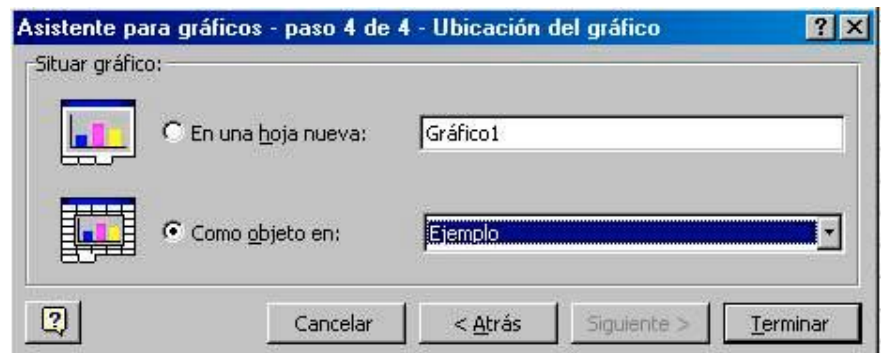 Asistente para gráficos - paso 4 de 4 - Ubicación del gráfico
Situar gráfico:
En una hoja nueva: Gráfico1
Como objeto en: Ejemplo
Cancelar < Atrás Siguiente > Terminar